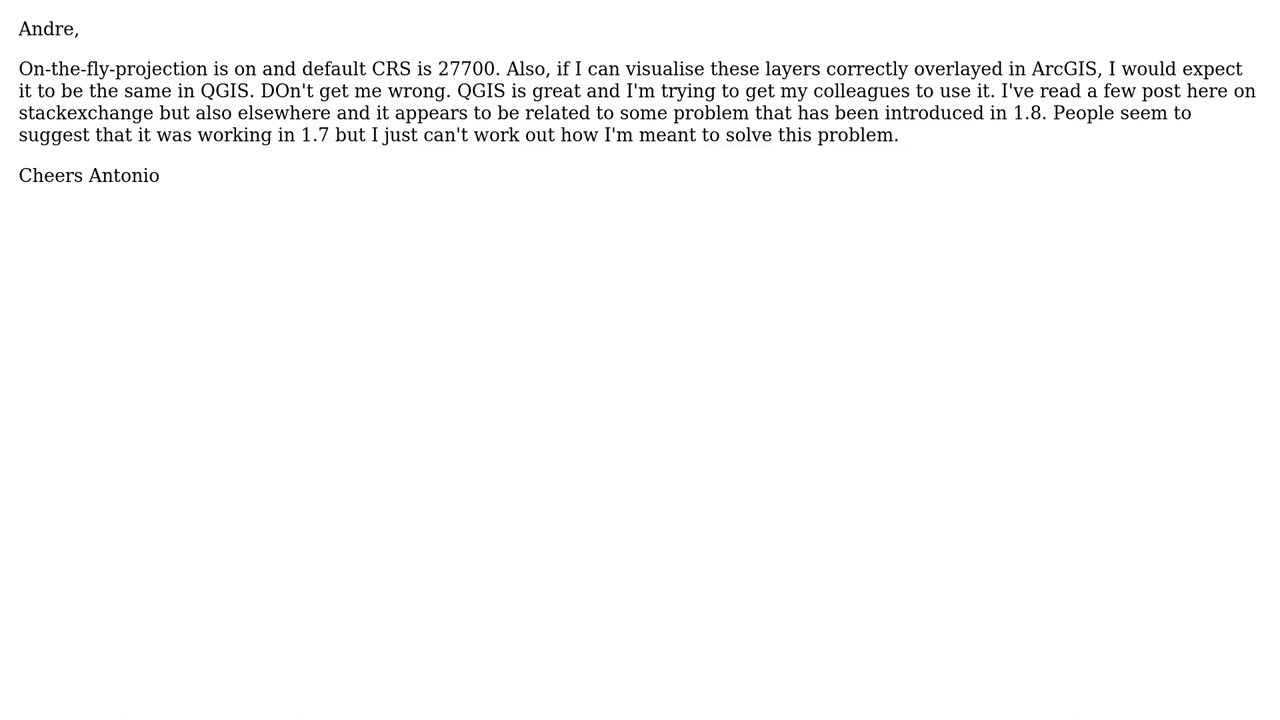 Andre,
On-the-fly-projection is on and default CRS is 27700. Also, if I can visualise these layers correctly overlayed in ArcGIS, I would expect
it to be the same in QGIS. DOn't get me wrong. QGIS is great and I'm trying to get my colleagues to use it. I've read a few post here on
stackexchange but also elsewhere and it appears to be related to some problem that has been introduced in 1.8. People seem to
suggest that it was working in 1.7 but I just can't work out how I'm meant to solve this problem.
Cheers Antonio